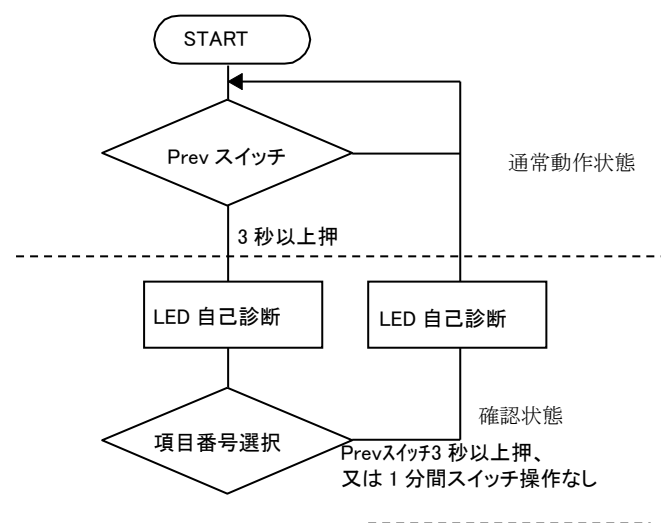 START
Prev スイッチ
通常動作状態
3 秒以上押
LED 自己診断
LED 自己診断
確認状態
項目番号選択
Prevｽｲｯﾁ3 秒以上押、
又は 1 分間スイッチ操作なし